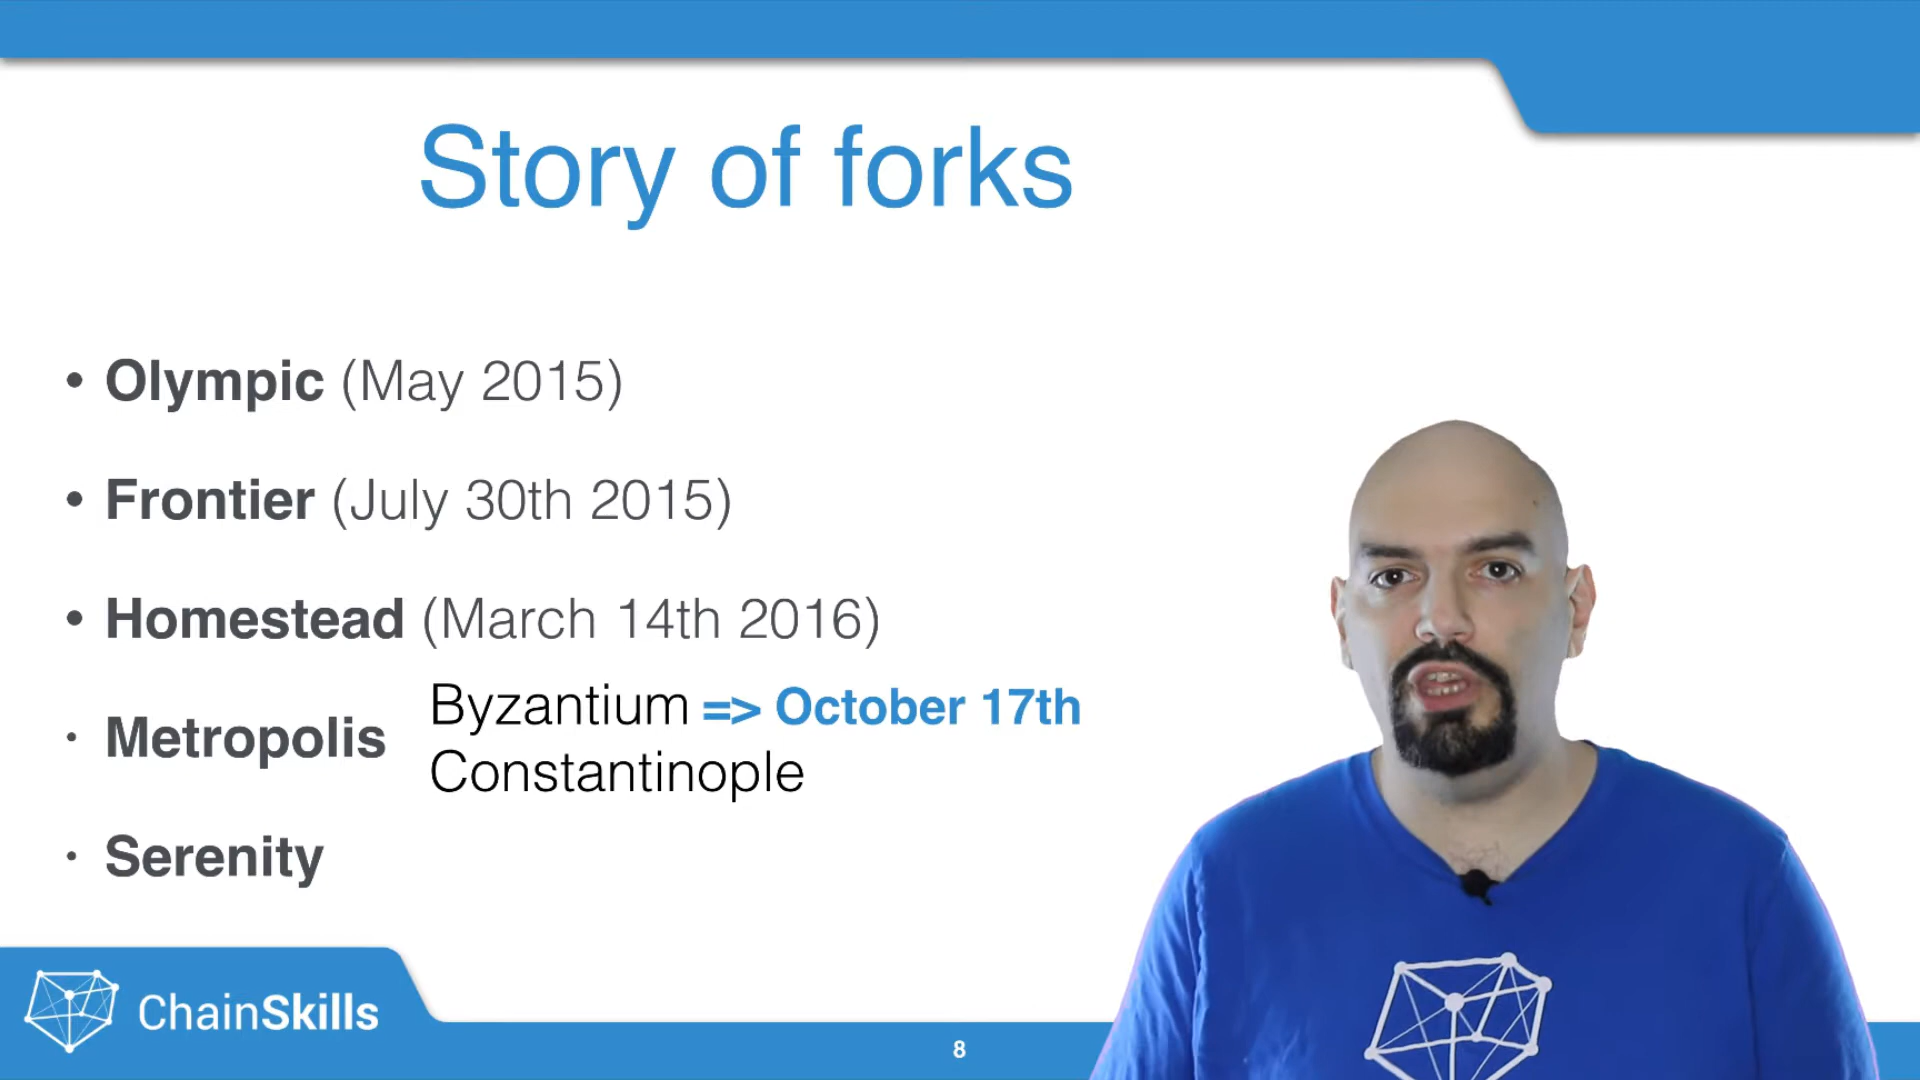 Story of forks
• Olympic (May 2015)
• Frontier (July 30th 2015)
• Homestead (March 14th 2016)
Byzantium => October 17th
• Metropolis
Constantinople
• Serenity
ChainSkills
8